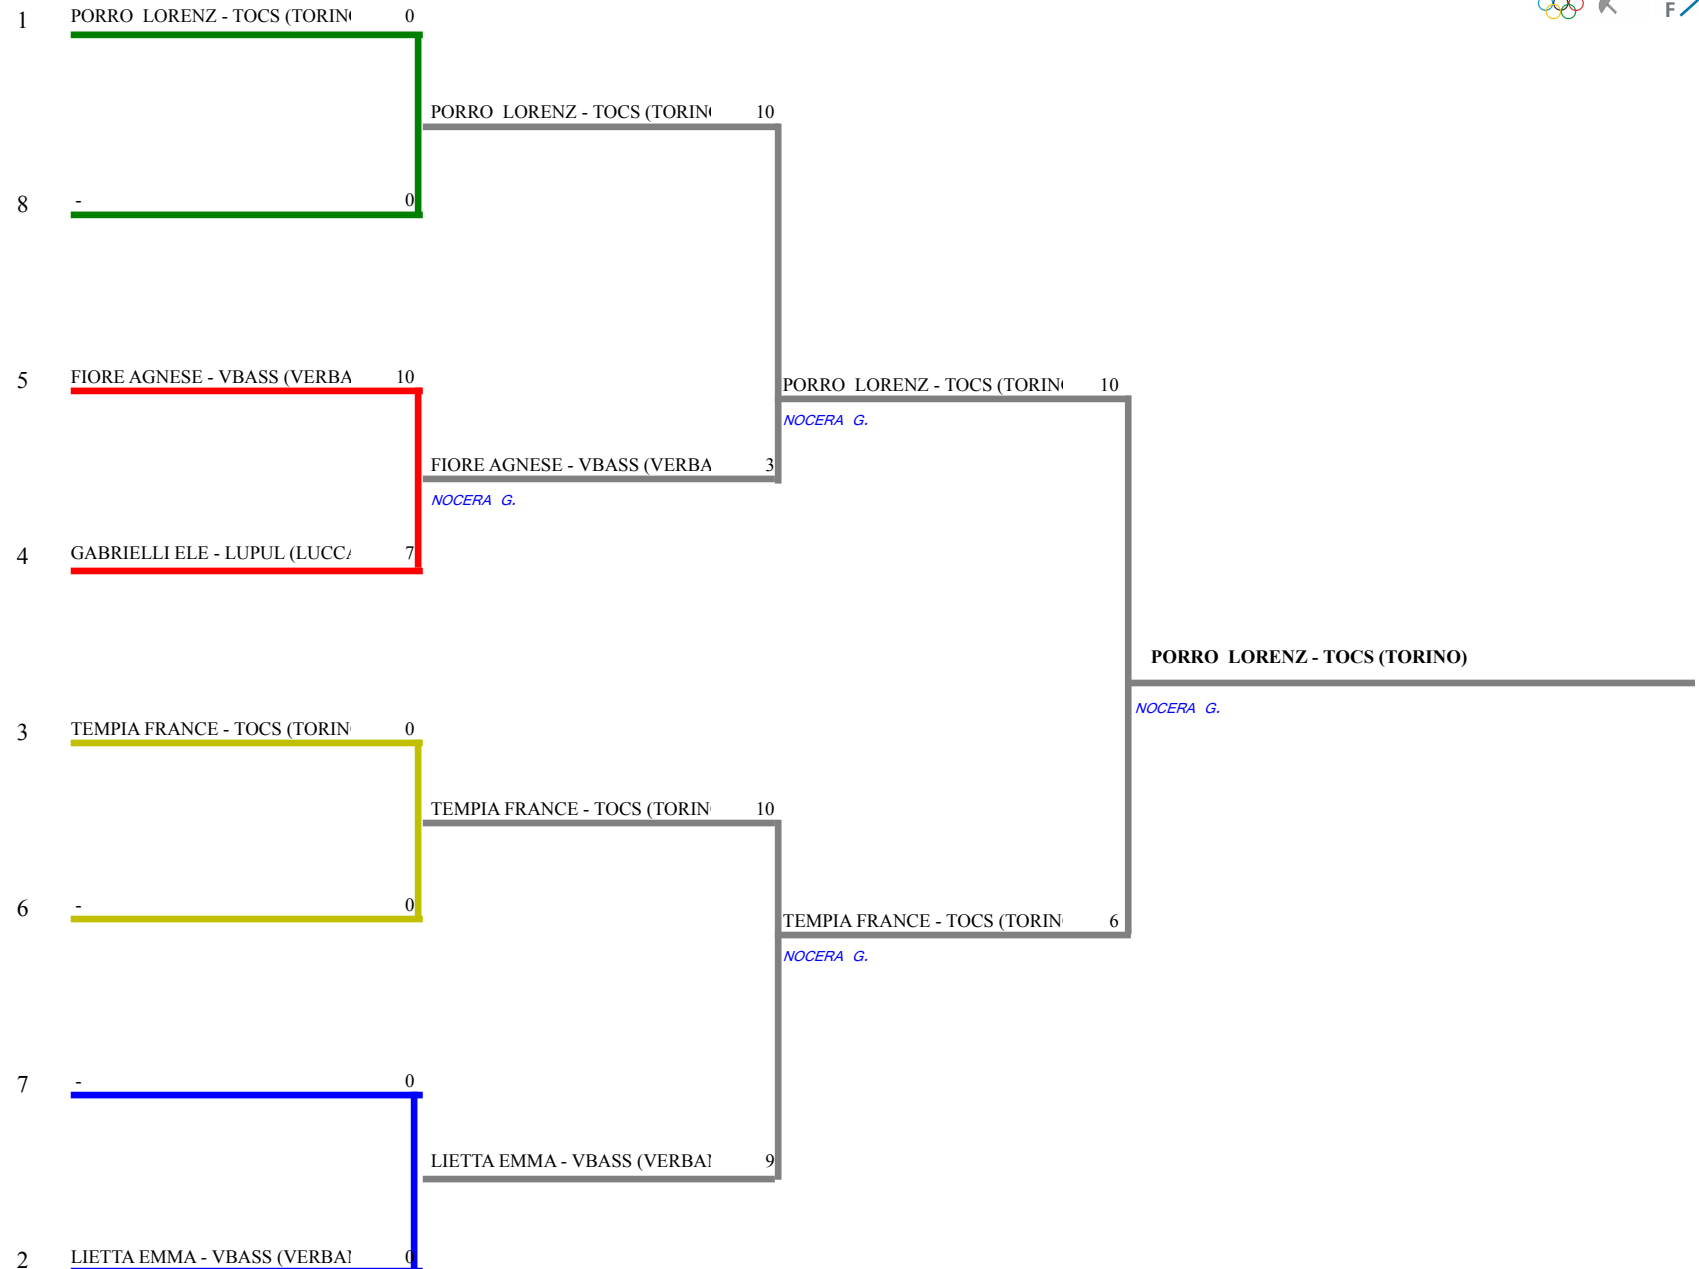 F
1 PORRO LORENZ - TOCS (TORIN 0
PORRO LORENZ - TOCS (TORIN 10
8 - 0
5 FIORE AGNESE - VBASS (VERBA 10
PORRO LORENZ - TOCS (TORIN 10
NOCERA G.
FIORE AGNESE - VBASS (VERBA 3
NOCERA G.
4 GABRIELLI ELE - LUPUL (LUCCA 7
PORRO LORENZ - TOCS (TORINO)
NOCERA G.
3 TEMPIA FRANCE - TOCS (TORIN 0
TEMPIA FRANCE - TOCS (TORIN 10
6 - 0
TEMPIA FRANCE - TOCS (TORIN 6
NOCERA G.
7 - 0
LIETTA EMMA - VBASS (VERBAN 9
2 LIETTA EMMA - VBASS (VERBAN 0